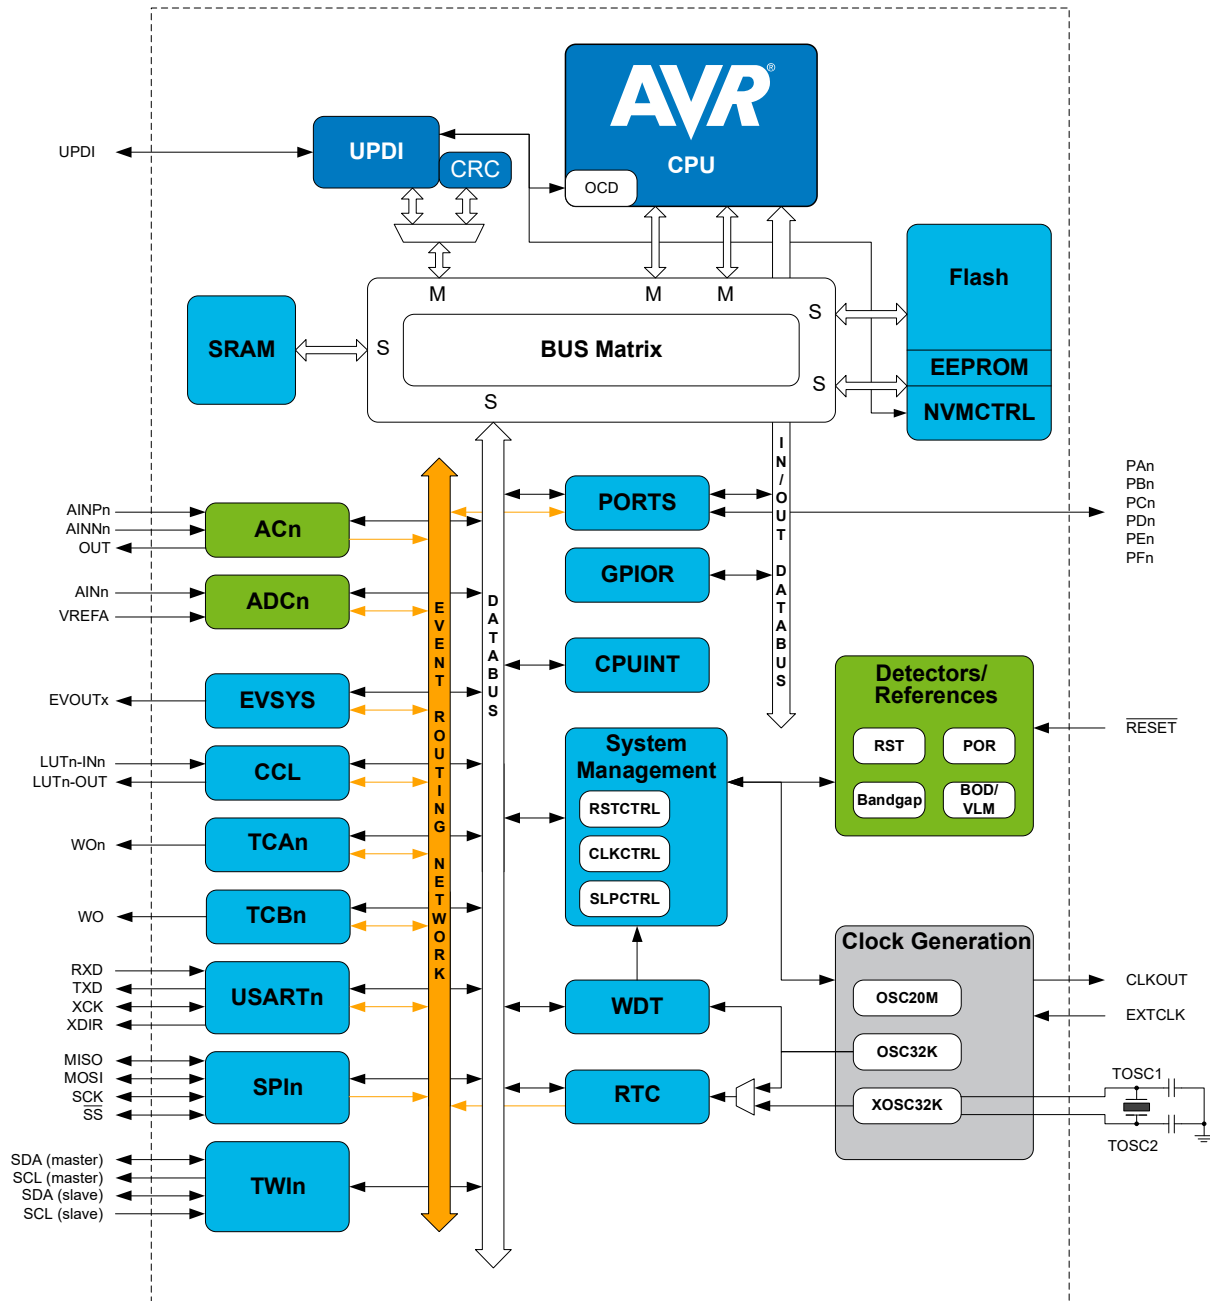 AVR®
CPU
OCD
UPDI
UPDI
CRC
M
M
M
S
S
S
S
BUS Matrix
SRAM
Flash
EEPROM
NVMCTRL
IN/OUT DATABUS
DATABUS
EVENT ROUTING NETWORK
AINPn
AINNn
OUT
ACn
AINn
VREFA
ADCn
EVOUTx
EVSYS
LUTn-INn
LUTn-OUT
CCL
WOn
TCAn
WO
TCBn
RXD
TXD
XCK
XDIR
USARTn
MISO
MOSI
SCK
SS
SPIn
SDA (master)
SCL (master)
SDA (slave)
SCL (slave)
TWIn
PORTS
GPIOR
CPUINT
System
Management
RSTCTRL
CLKCTRL
SLPCTRL
WDT
RTC
PAn
PBn
PCn
PDn
PEn
PFn
Detectors/
References
RST
POR
Bandgap
BOD/
VLM
RESET
Clock Generation
OSC20M
OSC32K
XOSC32K
CLKOUT
EXTCLK
TOSC1
TOSC2